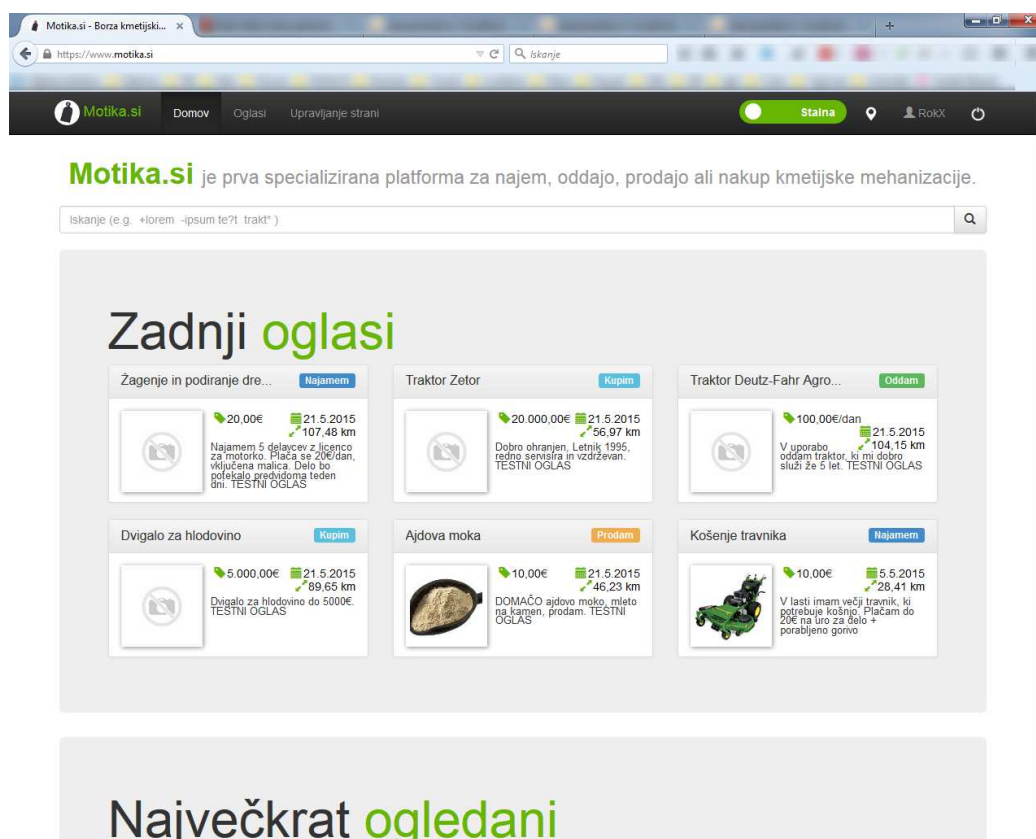 Motika.si - Borza kmetijski...
https://www.motika.si
Iskanje
Motika.si Domov Oglasi Upravljanje strani Stalna RokX
Motika.si je prva specializirana platforma za najem, oddajo, prodajo ali nakup kmetijske mehanizacije.
Iskanje (e.g. +lorem -ipsum te?t trakt* )
Zadnji oglasi
Žagenje in podiranje dre... Najamem
20,00€ 21.5.2015
107,48 km
Najamem 5 delavcev z licenco
za motorko. Plača se 20€/dan,
vključena malica. Delo bo
potekalo predvidoma teden
dni. TESTNI OGLAS
Traktor Zetor Kupim
20.000,00€ 21.5.2015
56,97 km
Dobro ohranjen, Letnik 1995,
redno servisira in vzdrževan.
TESTNI OGLAS
Traktor Deutz-Fahr Agro... Oddam
100,00€/dan
21.5.2015
104,15 km
V uporabo
oddam traktor, ki mi dobro
služi že 5 let. TESTNI OGLAS
Dvigalo za hlodovino Kupim
5.000,00€ 21.5.2015
89,65 km
Dvigalo za hlodovino do 5000€.
TESTNI OGLAS
Ajdova moka Prodam
10,00€ 21.5.2015
46,23 km
DOMAČO ajdovo moko, mleto
na kamen, prodam. TESTNI
OGLAS
Košenje travnika Najamem
10,00€ 5.5.2015
28,41 km
V lasti imam večji travnik, ki
potrebuje košnjo. Plačam do
20€ na uro za delo +
porabljeno gorivo
Največkrat ogledani